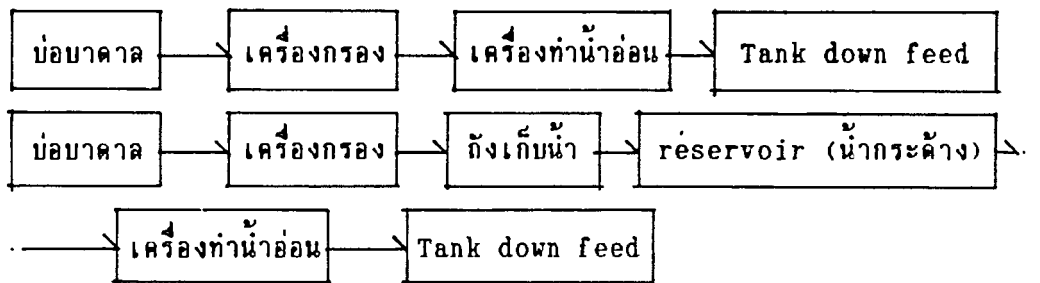 บ่อบาดาล เครื่องกรอง เครื่องทำน้ำอ่อน Tank down feed
บ่อบาดาล เครื่องกรอง ถังเก็บน้ำ réservoir (น้ำกระด้าง)
เครื่องทำน้ำอ่อน Tank down feed